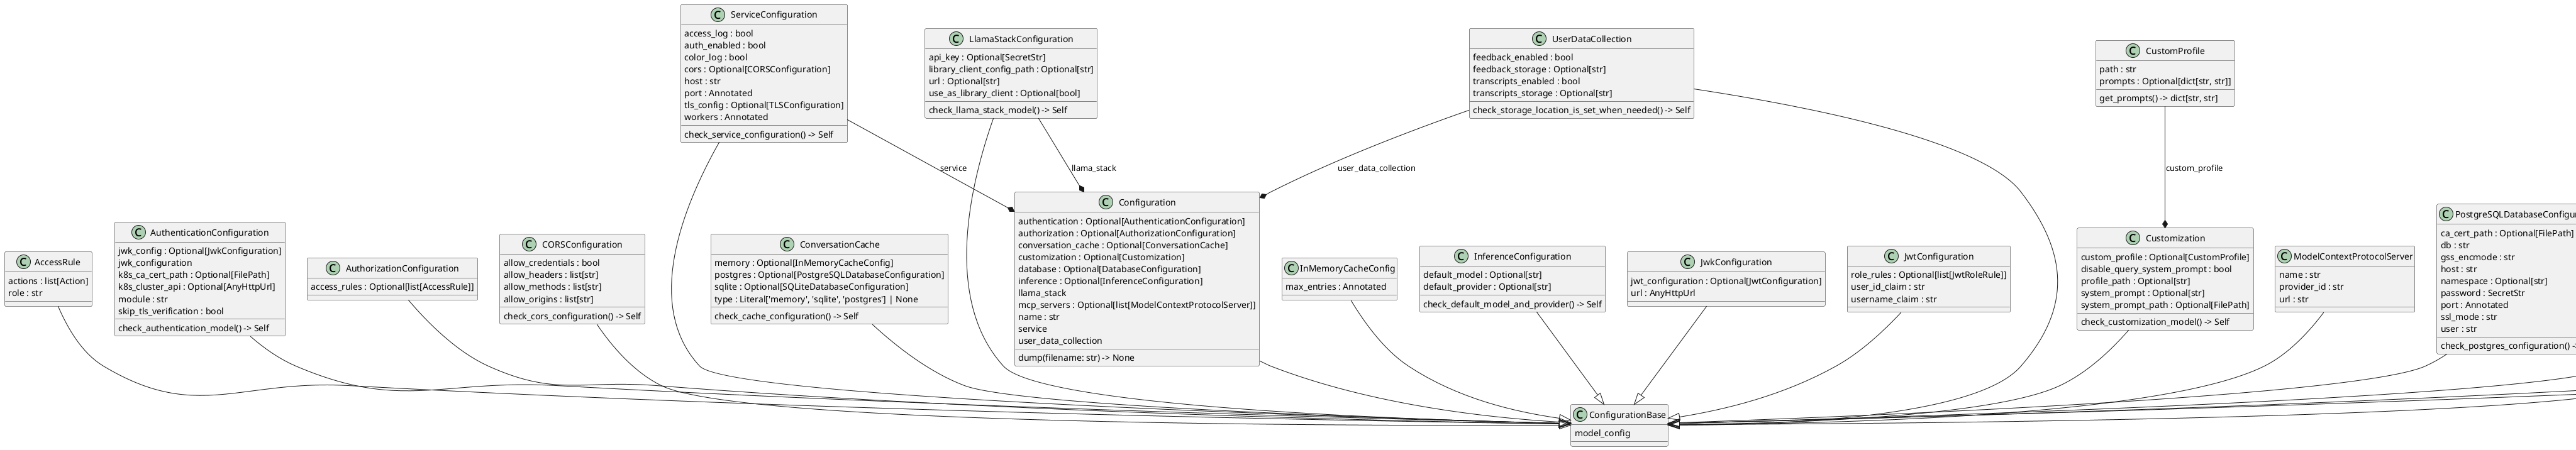 ServiceConfiguration
access_log : bool
auth_enabled : bool
color_log : bool
cors : Optional[CORSConfiguration]
host : str
port : Annotated
tls_config : Optional[TLSConfiguration]
workers : Annotated
check_service_configuration() -> Self
LlamaStackConfiguration
api_key : Optional[SecretStr]
library_client_config_path : Optional[str]
url : Optional[str]
use_as_library_client : Optional[bool]
check_llama_stack_model() -> Self
UserDataCollection
feedback_enabled : bool
feedback_storage : Optional[str]
transcripts_enabled : bool
transcripts_storage : Optional[str]
check_storage_location_is_set_when_needed() -> Self
CustomProfile
path : str
prompts : Optional[dict[str, str]]
get_prompts() -> dict[str, str]
service
llama_stack
user_data_collection
custom_profile
AccessRule
actions : list[Action]
role : str
AuthenticationConfiguration
jwk_config : Optional[JwkConfiguration]
jwk_configuration
k8s_ca_cert_path : Optional[FilePath]
k8s_cluster_api : Optional[AnyHttpUrl]
module : str
skip_tls_verification : bool
check_authentication_model() -> Self
AuthorizationConfiguration
access_rules : Optional[list[AccessRule]]
CORSConfiguration
allow_credentials : bool
allow_headers : list[str]
allow_methods : list[str]
allow_origins : list[str]
check_cors_configuration() -> Self
ConversationCache
memory : Optional[InMemoryCacheConfig]
postgres : Optional[PostgreSQLDatabaseConfiguration]
sqlite : Optional[SQLiteDatabaseConfiguration]
type : Literal['memory', 'sqlite', 'postgres'] | None
check_cache_configuration() -> Self
Configuration
authentication : Optional[AuthenticationConfiguration]
authorization : Optional[AuthorizationConfiguration]
conversation_cache : Optional[ConversationCache]
customization : Optional[Customization]
database : Optional[DatabaseConfiguration]
inference : Optional[InferenceConfiguration]
llama_stack
mcp_servers : Optional[list[ModelContextProtocolServer]]
name : str
service
user_data_collection
dump(filename: str) -> None
InMemoryCacheConfig
max_entries : Annotated
InferenceConfiguration
default_model : Optional[str]
default_provider : Optional[str]
check_default_model_and_provider() -> Self
JwkConfiguration
jwt_configuration : Optional[JwtConfiguration]
url : AnyHttpUrl
JwtConfiguration
role_rules : Optional[list[JwtRoleRule]]
user_id_claim : str
username_claim : str
Customization
custom_profile : Optional[CustomProfile]
disable_query_system_prompt : bool
profile_path : Optional[str]
system_prompt : Optional[str]
system_prompt_path : Optional[FilePath]
check_customization_model() -> Self
ModelContextProtocolServer
name : str
provider_id : str
url : str
PostgreSQLDatabaseConfigu
ca_cert_path : Optional[FilePath]
db : str
gss_encmode : str
host : str
namespace : Optional[str]
password : SecretStr
port : Annotated
ssl_mode : str
user : str
check_postgres_configuration() -
ConfigurationBase
model_config